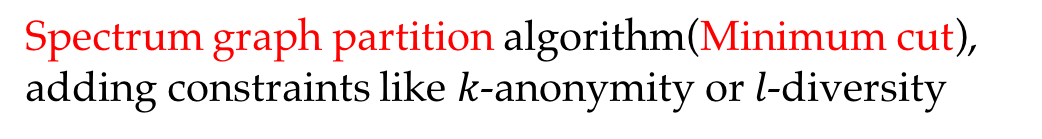 Spectrum graph partition algorithm(Minimum cut),
adding constraints like k-anonymity or l-diversity